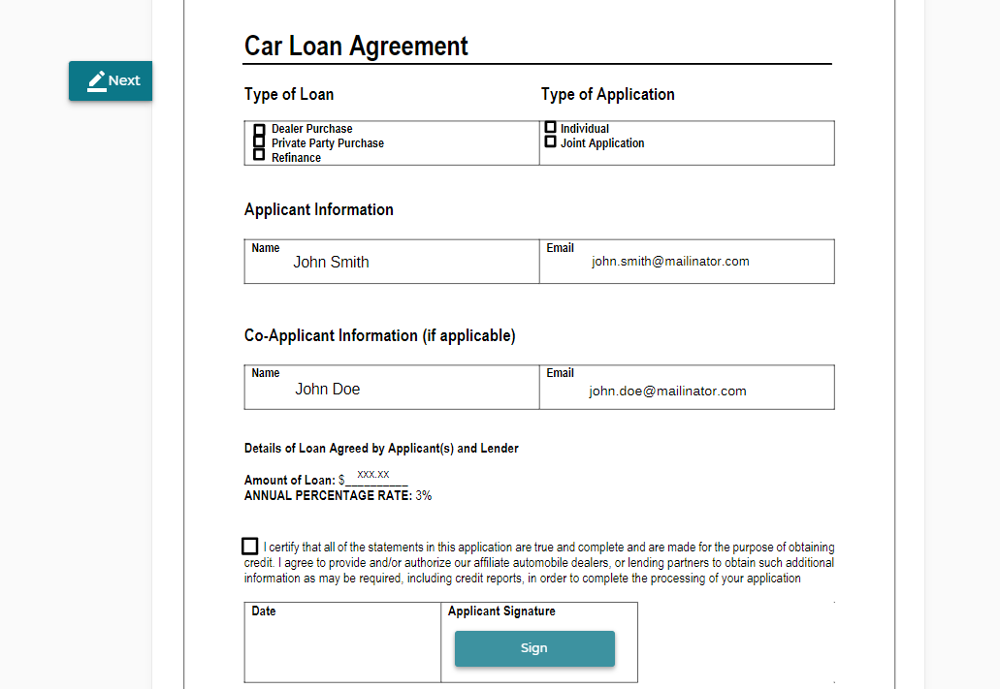 Car Loan Agreement
Next
Type of Loan
Type of Application
Dealer Purchase
Private Party Purchase
Refinance
Individual
Joint Application
Applicant Information
Name
John Smith
Email
john.smith@mailinator.com
Co-Applicant Information (if applicable)
Name
John Doe
Email
john.doe@mailinator.com
Details of Loan Agreed by Applicant(s) and Lender
Amount of Loan: $__________ xxx.xx
ANNUAL PERCENTAGE RATE: 3%
I certify that all of the statements in this application are true and complete and are made for the purpose of obtaining
credit. I agree to provide and/or authorize our affiliate automobile dealers, or lending partners to obtain such additional
information as may be required, including credit reports, in order to complete the processing of your application
Date
Applicant Signature
Sign